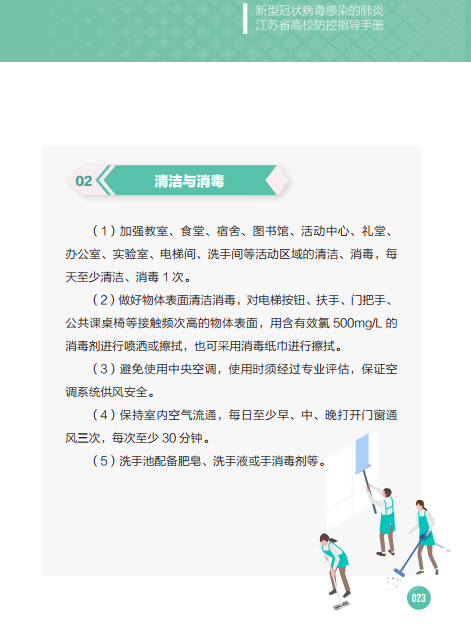 新型冠状病毒感染的肺炎
江苏省高校防控指导手册
02
清洁与消毒
（1）加强教室、食堂、宿舍、图书馆、活动中心、礼堂、
办公室、实验室、电梯间、洗手间等活动区域的清洁、消毒，每
天至少清洁、消毒 1 次。
（2）做好物体表面清洁消毒，对电梯按钮、扶手、门把手、
公共课桌椅等接触频次高的物体表面，用含有效氯 500mg/L 的
消毒剂进行喷洒或擦拭，也可采用消毒纸巾进行擦拭。
（3）避免使用中央空调，使用时须经过专业评估，保证空
调系统供风安全。
（4）保持室内空气流通，每日至少早、中、晚打开门窗通
风三次，每次至少 30 分钟。
（5）洗手池配备肥皂、洗手液或手消毒剂等。
023